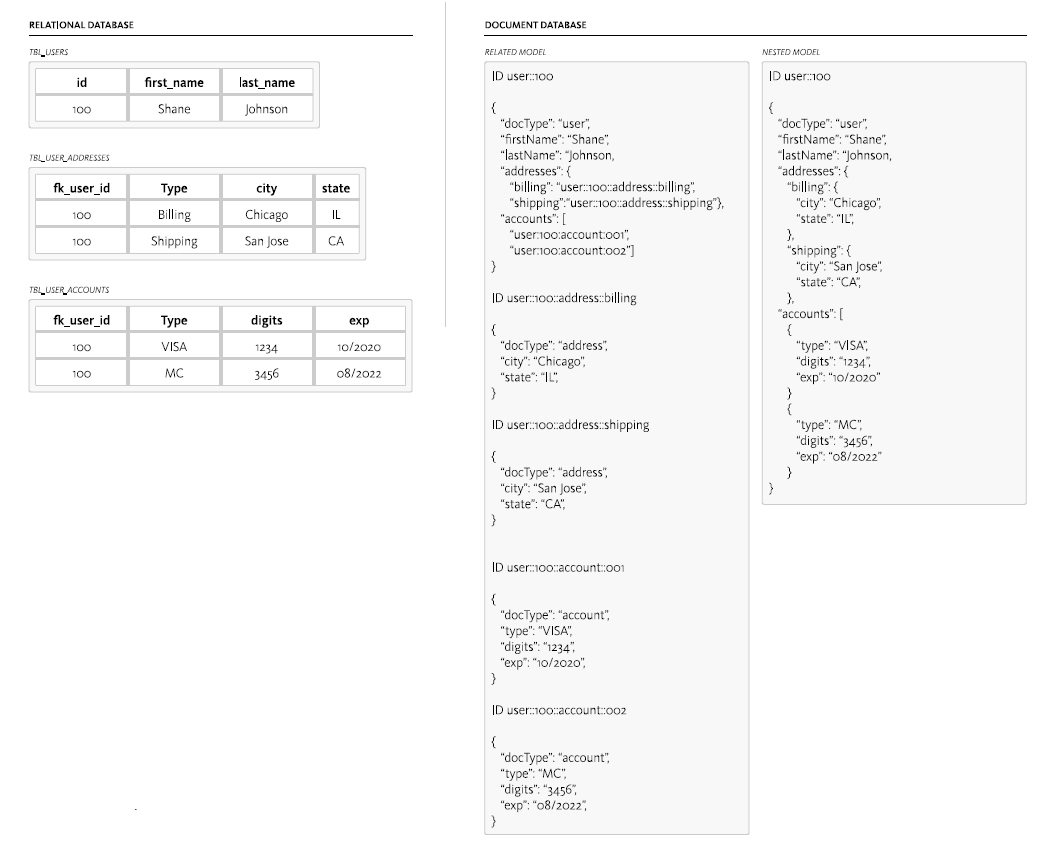 RELATIONAL DATABASE
TBL_USERS
id first_name last_name
100 Shane Johnson
TBL_USER_ADDRESSES
fk_user_id Type city state
100 Billing Chicago IL
100 Shipping San Jose CA
TBL_USER_ACCOUNTS
fk_user_id Type digits exp
100 VISA 1234 10/2020
100 MC 3456 08/2022
DOCUMENT DATABASE
RELATED MODEL
ID user::100
{
“docType”: “user”,
“firstName”: “Shane”,
“lastName”: “Johnson,
“addresses”: {
“billing”: “user::100::address::billing”,
“shipping”:“user::100::address::shipping”},
“accounts”: [
“user:100:account:001”,
“user:100:account:002”]
}
ID user::100::address::billing
{
“docType”: “address”,
“city”: “Chicago”,
“state”: “IL”,
}
ID user::100::address::shipping
{
“docType”: “address”,
“city”: “San Jose”,
“state”: “CA”,
}
ID user::100::account::001
{
“docType”: “account”,
“type”: “VISA”,
“digits”: “1234”,
“exp”: “10/2020”,
}
ID user::100::account::002
{
“docType”: “account”,
“type”: “MC”,
“digits”: “3456”,
“exp”: “08/2022”,
}
NESTED MODEL
ID user::100
{
“docType”: “user”,
“firstName”: “Shane”,
“lastName”: “Johnson,
“addresses”: {
“billing”: {
“city”: “Chicago”,
“state”: “IL”,
},
“shipping”: {
“city”: “San Jose”,
“state”: “CA”,
},
“accounts”: [
{
“type”: “VISA”,
“digits”: “1234”,
“exp”: “10/2020”
}
{
“type”: “MC”,
“digits”: “3456”,
“exp”: “08/2022”
}
}